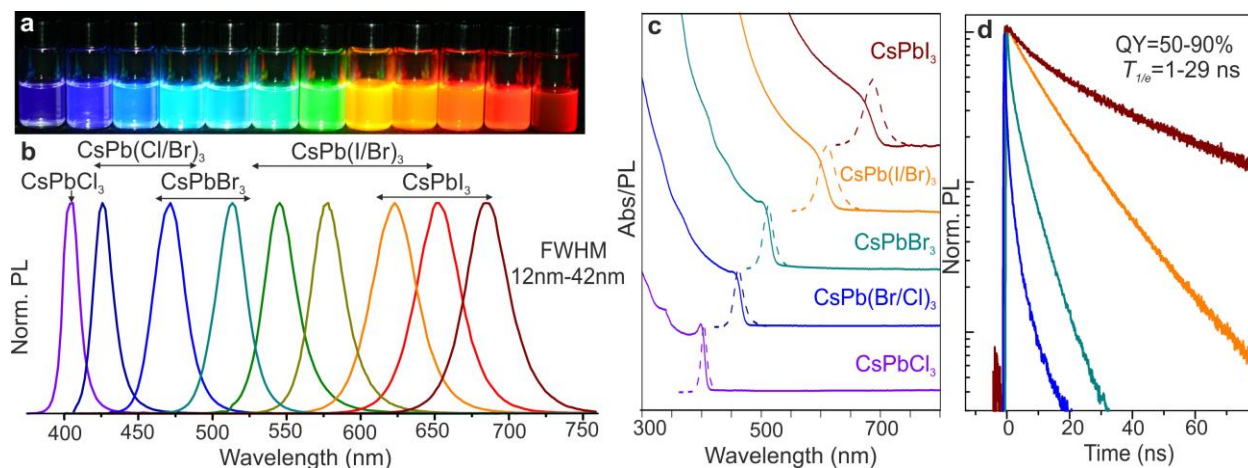 a
b
CsPb(Cl/Br)₃
CsPb(I/Br)₃
CsPbCl₃
CsPbBr₃
CsPbI₃
FWHM
12nm-42nm
Norm. PL
400 450 500 550 600 650 700 750
Wavelength (nm)
c
CsPbI₃
CsPb(I/Br)₃
CsPbBr₃
CsPb(Br/Cl)₃
CsPbCl₃
Abs/PL
300 500 700
Wavelength (nm)
d
QY=50-90%
T1/e=1-29 ns
Norm. PL
0 20 40 60
Time (ns)